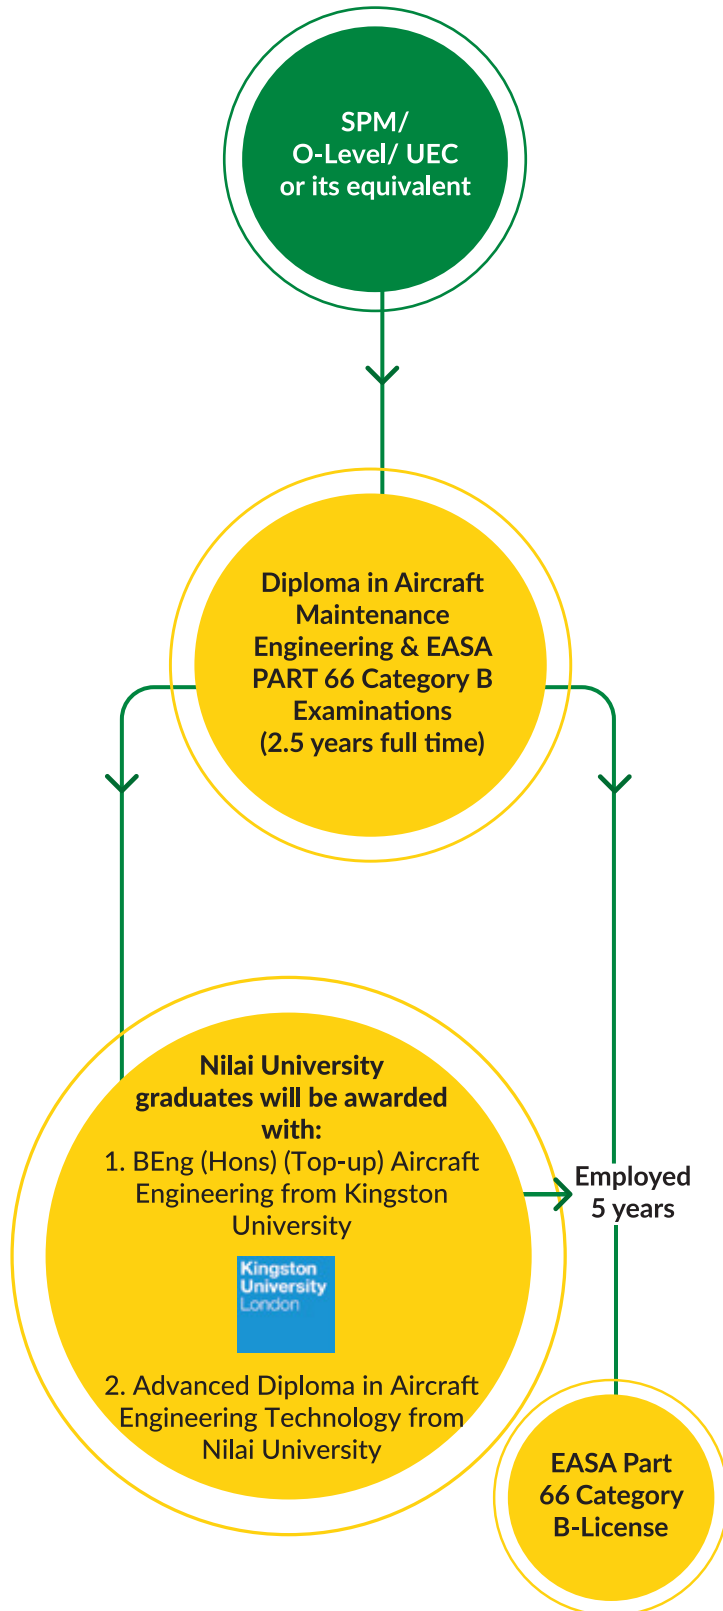 SPM/
O-Level/ UEC
or its equivalent
Diploma in Aircraft
Maintenance
Engineering & EASA
PART 66 Category B
Examinations
(2.5 years full time)
Nilai University
graduates will be awarded
with:
1. BEng (Hons) (Top-up) Aircraft
Engineering from Kingston
University
Kingston
University
London
2. Advanced Diploma in Aircraft
Engineering Technology from
Nilai University
Employed
5 years
EASA Part
66 Category
B-License